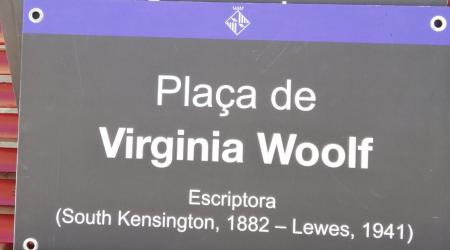 Plaça de
Virginia Woolf
Escriptora
(South Kensington, 1882 – Lewes, 1941)